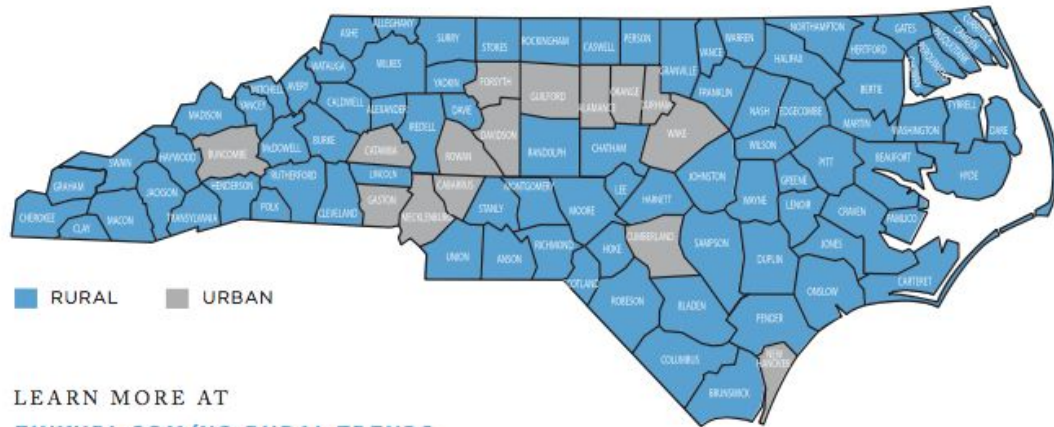 ASHE
ALLEGHANY
SURRY
STOKES
ROCKINGHAM
CASWELL
PERSON
VANCE
WARREN
NORTHAMPTON
GATES
CURRITUCK
CAMDEN
PASQUOTANK
PERQUIMANS
CHOWAN
HERTFORD
HALIFAX
GRANVILLE
WATAUGA
WILKES
YADKIN
FORSYTH
GUILFORD
ALAMANCE
ORANGE
DURHAM
FRANKLIN
NASH
EDGECOMBE
BERTIE
MITCHELL
AVERY
CALDWELL
ALEXANDER
IREDELL
DAVIE
DAVIDSON
MADISON
YANCEY
BURKE
CATAWBA
ROWAN
RANDOLPH
CHATHAM
WAKE
WILSON
MARTIN
WASHINGTON
TYRRELL
DARE
SWAIN
HAYWOOD
BUNCOMBE
McDOWELL
LINCOLN
PITT
BEAUFORT
HYDE
GRAHAM
JACKSON
HENDERSON
RUTHERFORD
CABARRUS
MONTGOMERY
LEE
HARNETT
JOHNSTON
GREENE
WAYNE
LENOIR
CRAVEN
PAMLICO
CHEROKEE
CLAY
MACON
TRANSYLVANIA
POLK
CLEVELAND
GASTON
MECKLENBURG
STANLY
MOORE
CUMBERLAND
SAMPSON
JONES
UNION
ANSON
RICHMOND
HOKE
DUPLIN
SCOTLAND
ROBESON
BLADEN
ONSLOW
CARTERET
PENDER
COLUMBUS
NEW
HANOVER
BRUNSWICK
RURAL
URBAN
LEARN MORE AT